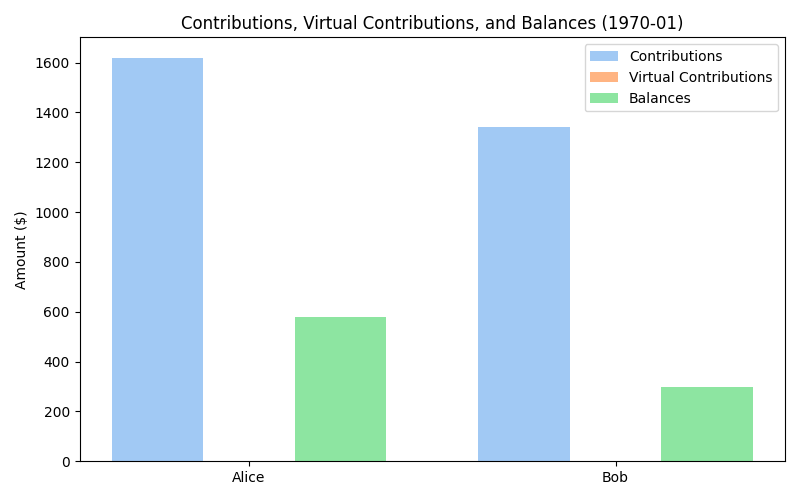 Contributions, Virtual Contributions, and Balances (1970-01)
Contributions
Virtual Contributions
Balances
Amount ($)
1600
1400
1200
1000
800
600
400
200
0
Alice
Bob